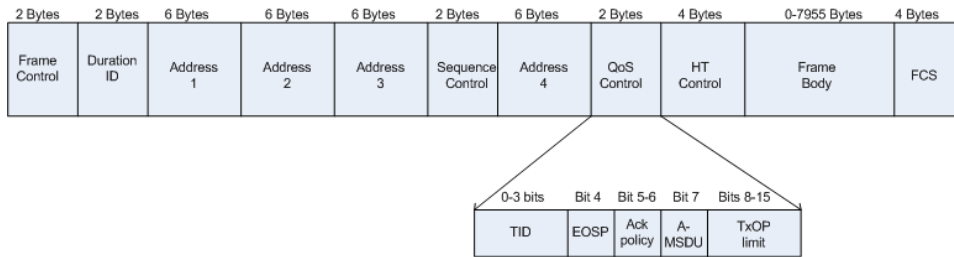 2 Bytes 2 Bytes 6 Bytes 6 Bytes 6 Bytes 2 Bytes 6 Bytes 2 Bytes 4 Bytes 0-7955 Bytes 4 Bytes
Frame
Control
Duration
ID
Address
1
Address
2
Address
3
Sequence
Control
Address
4
QoS
Control
HT
Control
Frame
Body
FCS
0-3 bits Bit 4 Bit 5-6 Bit 7 Bits 8-15
TID
EOSP
Ack
policy
A-
MSDU
TxOP
limit